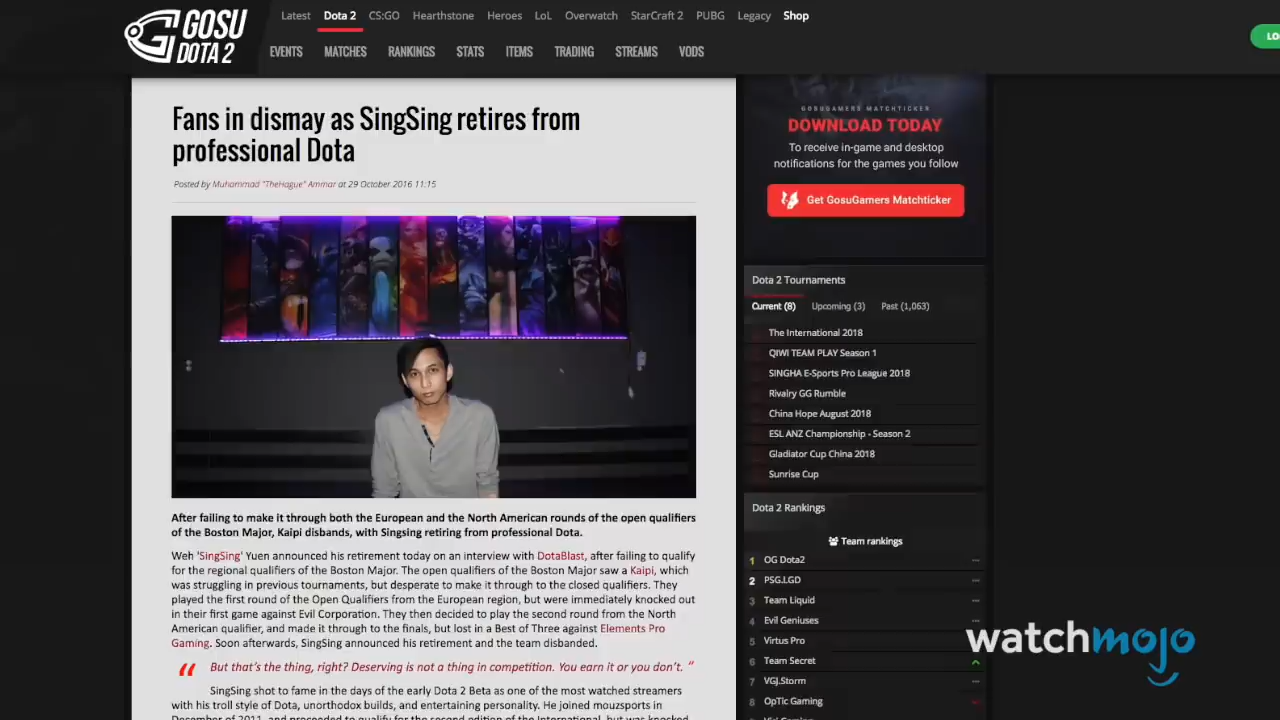 GOSU
DOTA 2
Latest Dota 2 CS:GO Hearthstone Heroes LoL Overwatch StarCraft 2 PUBG Legacy Shop
EVENTS MATCHES RANKINGS STATS ITEMS TRADING STREAMS VODS
LO
Fans in dismay as SingSing retires from
professional Dota
Posted by Muhammad "TheHague" Ammar at 29 October 2016 11:15
After failing to make it through both the European and the North American rounds of the open qualifiers
of the Boston Major, Kaipi disbands, with Singsing retiring from professional Dota.
Weh 'SingSing' Yuen announced his retirement today on an interview with DotaBlast, after failing to qualify
for the regional qualifiers of the Boston Major. The open qualifiers of the Boston Major saw a Kaipi, which
was struggling in previous tournaments, but desperate to make it through to the closed qualifiers. They
played the first round of the Open Qualifiers from the European region, but were immediately knocked out
in their first game against Evil Corporation. They then decided to play the second round from the North
American qualifier, and made it through to the finals, but lost in a Best of Three against Elements Pro
Gaming. Soon afterwards, SingSing announced his retirement and the team disbanded.
“ But that's the thing, right? Deserving is not a thing in competition. You earn it or you don't. ”
SingSing shot to fame in the days of the early Dota 2 Beta as one of the most watched streamers
with his troll style of Dota, unorthodox builds, and entertaining personality. He joined mouzsports in
December of 2011, and proceeded to qualify for the second edition of the International, but was knocked
GOSUGAMERS MATCHTICKER
DOWNLOAD TODAY
To receive in-game and desktop
notifications for the games you follow
Get GosuGamers Matchticker
Dota 2 Tournaments
Current (8) Upcoming (3) Past (1,063)
The International 2018
QIWI TEAM PLAY Season 1
SINGHA E-Sports Pro League 2018
Rivalry GG Rumble
China Hope August 2018
ESL ANZ Championship - Season 2
Gladiator Cup China 2018
Sunrise Cup
Dota 2 Rankings
Team rankings
1 OG Dota2
2 PSG.LGD
3 Team Liquid
4 Evil Geniuses
5 Virtus Pro
6 Team Secret
7 VGJ.Storm
8 OpTic Gaming
watchmojo